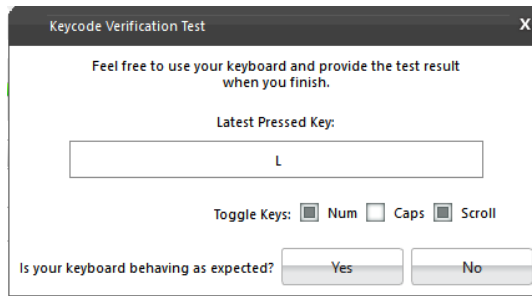 Keycode Verification Test X
Feel free to use your keyboard and provide the test result
when you finish.
Latest Pressed Key:
L
Toggle Keys: Num Caps Scroll
Is your keyboard behaving as expected? Yes No